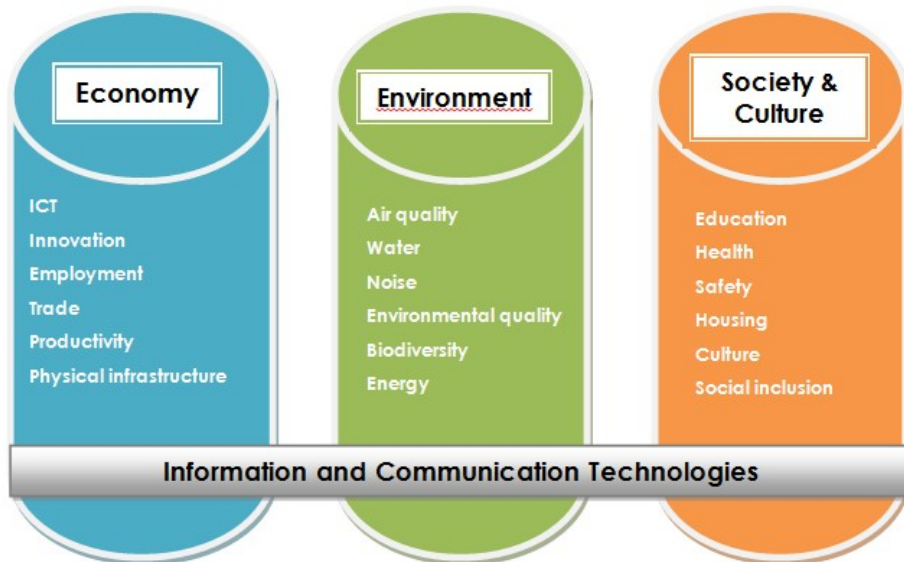 Economy
ICT
Innovation
Employment
Trade
Productivity
Physical infrastructure
Environment
Air quality
Water
Noise
Environmental quality
Biodiversity
Energy
Society &
Culture
Education
Health
Safety
Housing
Culture
Social inclusion
Information and Communication Technologies